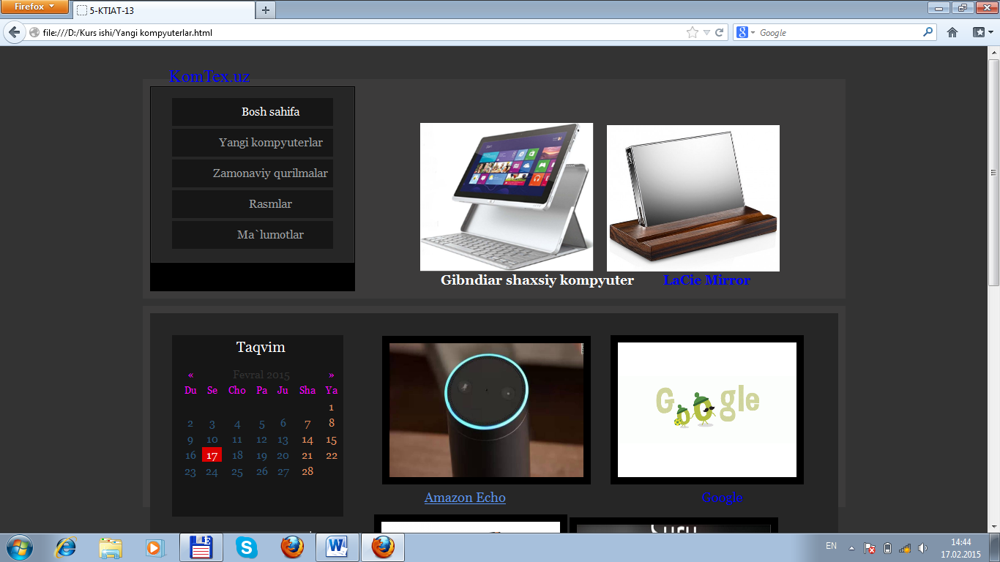 Firefox
5-KTIAT-13
file:///D:/Kurs ishi/Yangi kompyuterlar.html
Google
KomTex.uz
Bosh sahifa
Yangi kompyuterlar
Zamonaviy qurilmalar
Rasmlar
Ma`lumotlar
Gibndiar shaxsiy kompyuter
LaCie Mirror
Taqvim
« Fevral 2015 »
Du Se Cho Pa Ju Sha Ya
1
2 3 4 5 6 7 8
9 10 11 12 13 14 15
16 17 18 19 20 21 22
23 24 25 26 27 28
Google
Amazon Echo
Google
EN
14:44
17.02.2015